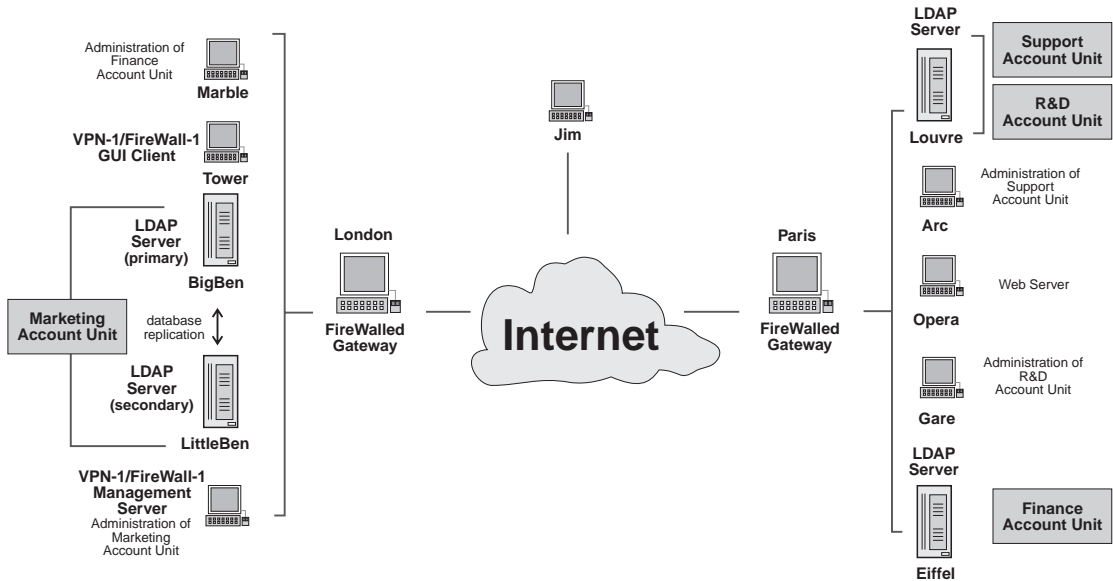 Administration of
Finance
Account Unit
Marble
VPN-1/FireWall-1
GUI Client
Tower
LDAP
Server
(primary)
BigBen
Marketing
Account Unit
database
replication
LDAP
Server
(secondary)
LittleBen
VPN-1/FireWall-1
Management
Server
Administration of
Marketing
Account Unit
London
FireWalled
Gateway
Jim
Internet
Paris
FireWalled
Gateway
LDAP
Server
Louvre
Support
Account Unit
R&D
Account Unit
Arc
Administration of
Support
Account Unit
Opera
Web Server
Gare
Administration of
R&D
Account Unit
LDAP
Server
Eiffel
Finance
Account Unit